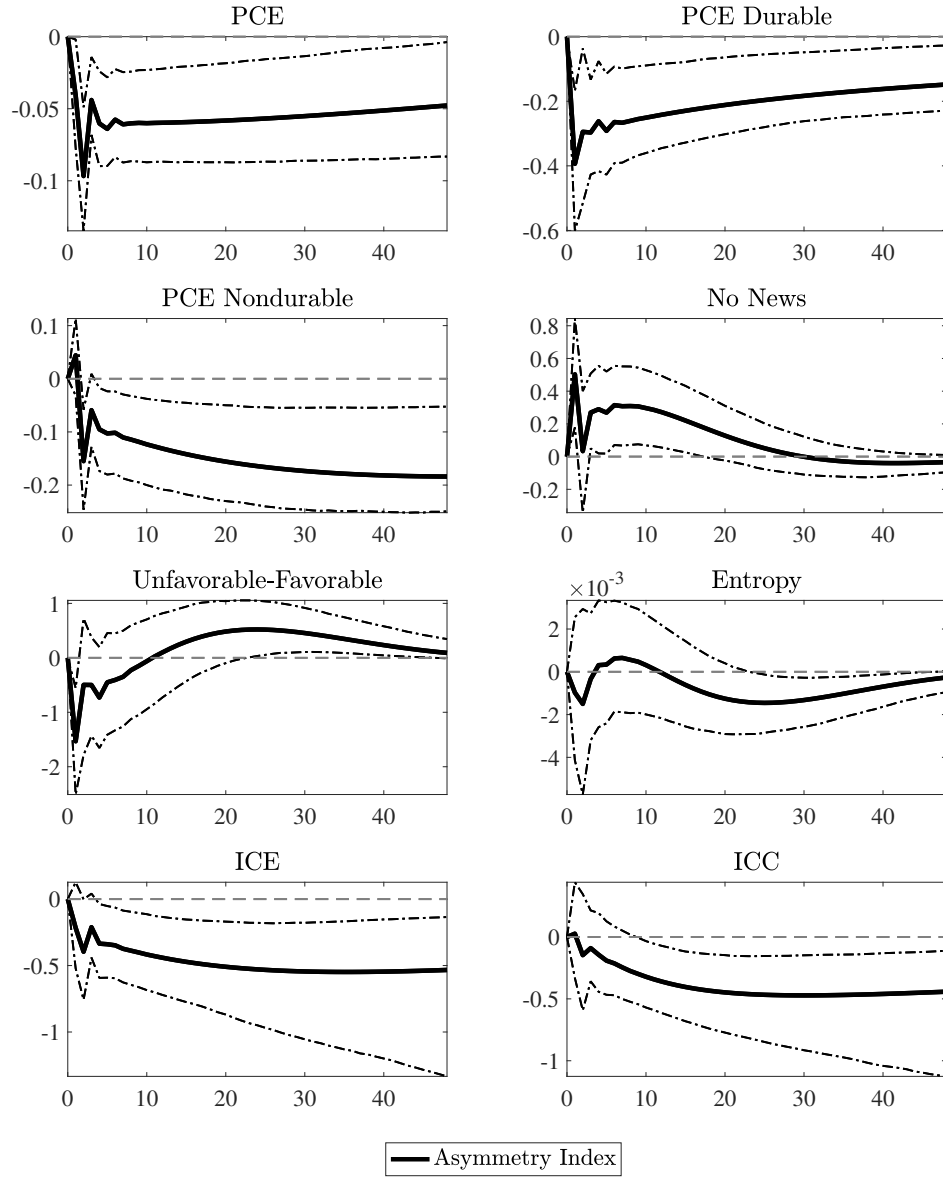 PCE
0
-0.05
-0.1
0 10 20 30 40
PCE Durable
0
-0.2
-0.4
-0.6
0 10 20 30 40
PCE Nondurable
0.1
0
-0.1
-0.2
0 10 20 30 40
No News
0.8
0.6
0.4
0.2
0
-0.2
0 10 20 30 40
Unfavorable-Favorable
1
0
-1
-2
0 10 20 30 40
Entropy
×10⁻³
2
0
-2
-4
0 10 20 30 40
ICE
0
-0.5
-1
0 10 20 30 40
ICC
0
-0.5
-1
0 10 20 30 40
Asymmetry Index